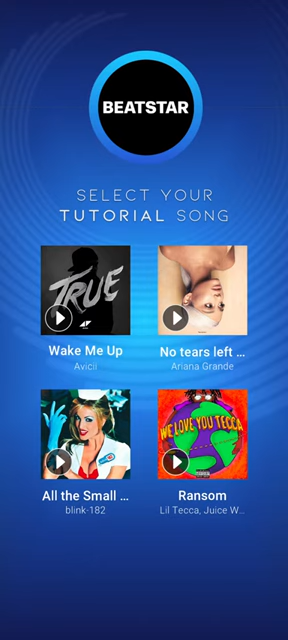 BEATSTAR
SELECT YOUR
TUTORIAL SONG
TRUE
Wake Me Up
Avicii
No tears left ...
Ariana Grande
WE LOVE YOU TECCA
All the Small ...
blink-182
Ransom
Lil Tecca, Juice W...